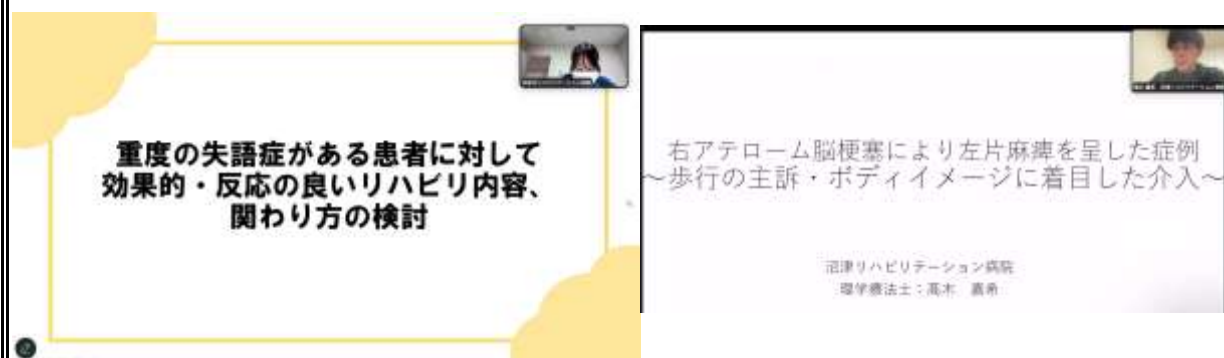 重度の失語症がある患者に対して
効果的・反応の良いリハビリ内容、
関わり方の検討
右アテローム脳梗塞により左片麻痺を呈した症例
～歩行の主訴・ボディイメージに着目した介入～
沼津リハビリテーション病院
理学療法士：高木 嘉希